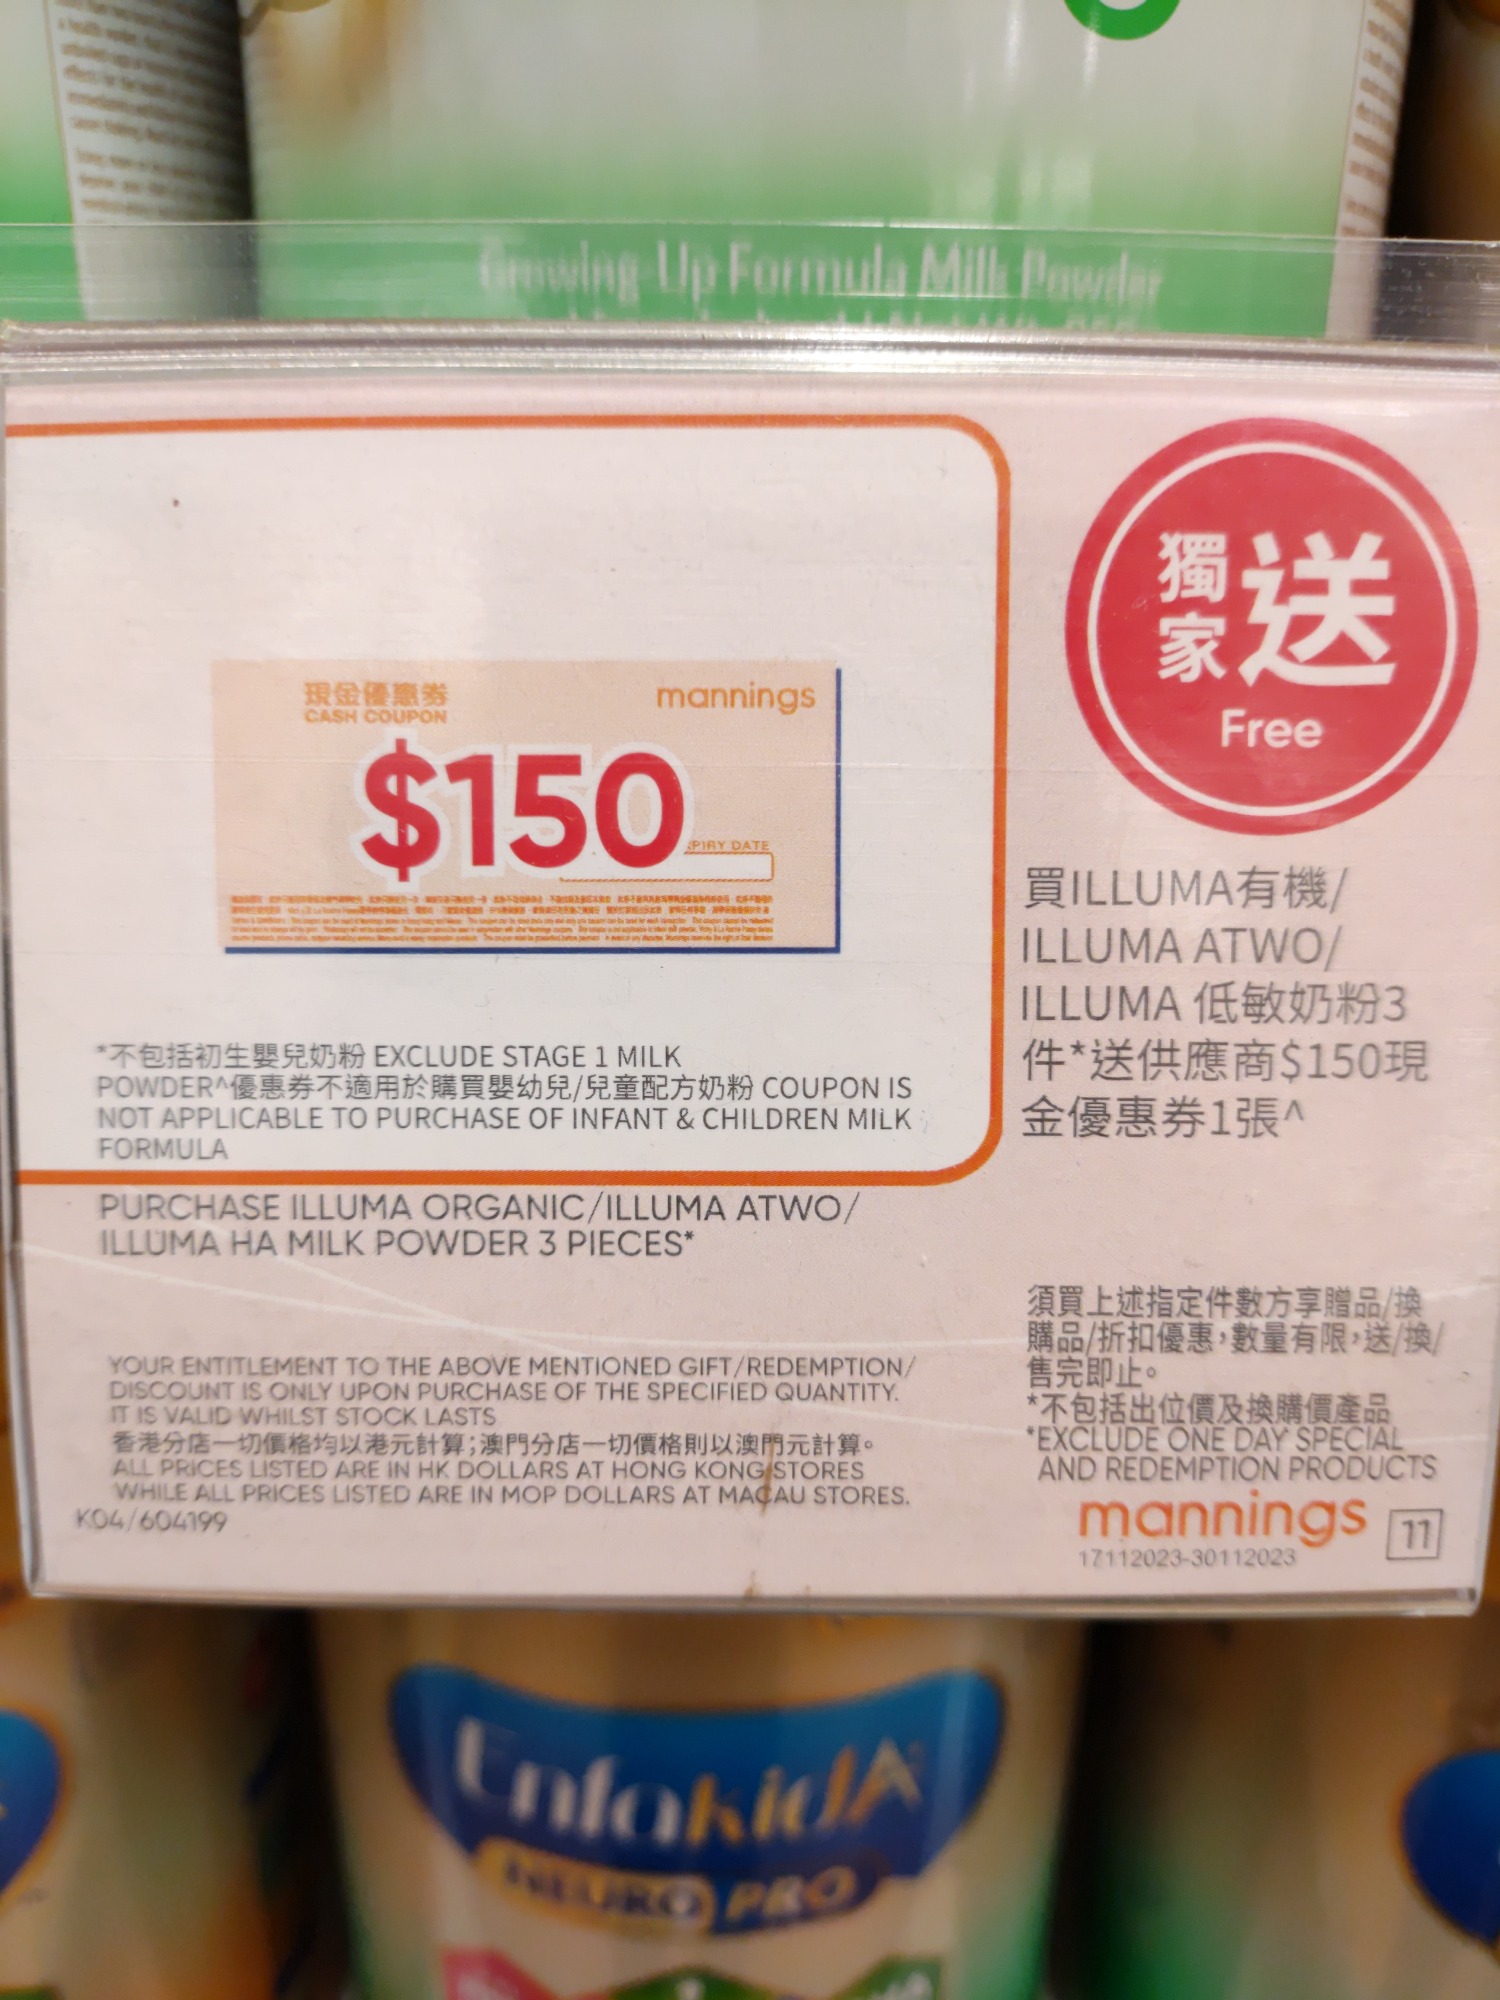 Growing-Up Formula Milk Powder
獨家送
Free
現金優惠券
CASH COUPON
mannings
$150
PIRY DATE
買ILLUMA有機/
ILLUMA ATWO/
ILLUMA 低敏奶粉3
件*送供應商$150現
金優惠券1張^
*不包括初生嬰兒奶粉 EXCLUDE STAGE 1 MILK
POWDER^優惠券不適用於購買嬰幼兒/兒童配方奶粉 COUPON IS
NOT APPLICABLE TO PURCHASE OF INFANT & CHILDREN MILK
FORMULA
PURCHASE ILLUMA ORGANIC/ILLUMA ATWO/
ILLUMA HA MILK POWDER 3 PIECES*
須買上述指定件數方享贈品/換
購品/折扣優惠，數量有限，送/換/
售完即止。
*不包括出位價及換購價產品
*EXCLUDE ONE DAY SPECIAL
AND REDEMPTION PRODUCTS
YOUR ENTITLEMENT TO THE ABOVE MENTIONED GIFT/REDEMPTION/
DISCOUNT IS ONLY UPON PURCHASE OF THE SPECIFIED QUANTITY.
IT IS VALID WHILST STOCK LASTS
香港分店一切價格均以港元計算;澳門分店一切價格則以澳門元計算。
ALL PRICES LISTED ARE IN HK DOLLARS AT HONG KONG STORES
WHILE ALL PRICES LISTED ARE IN MOP DOLLARS AT MACAU STORES.
K04/604199
mannings
11
17112023-30112023
EnfakidA
NEURO PRO